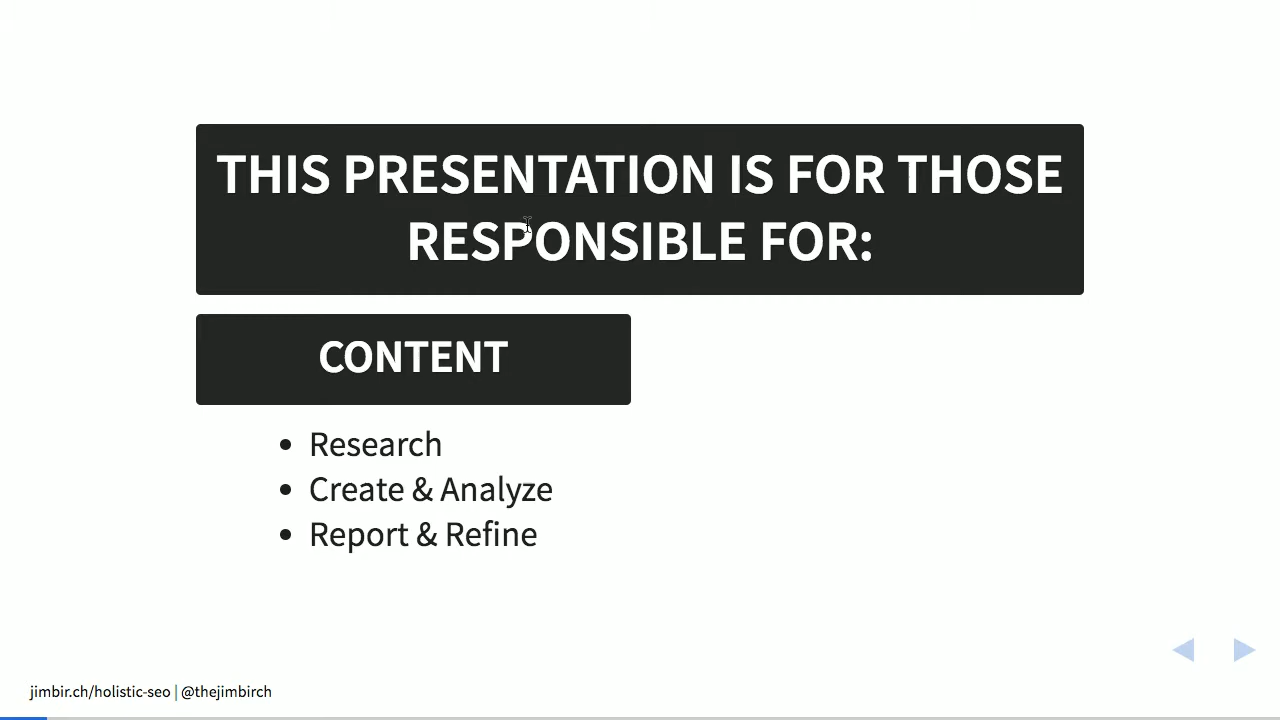 THIS PRESENTATION IS FOR THOSE
RESPONSIBLE FOR:
CONTENT
Research
Create & Analyze
Report & Refine
jimbir.ch/holistic-seo | @thejimbirch